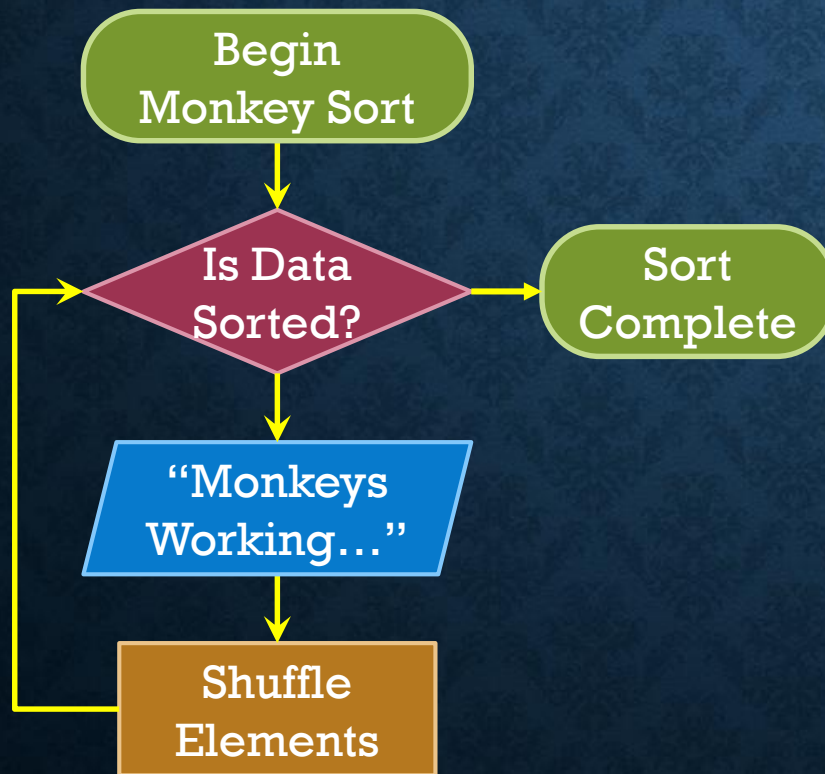 Begin
Monkey Sort
Is Data
Sorted?
Sort
Complete
“Monkeys
Working…”
Shuffle
Elements